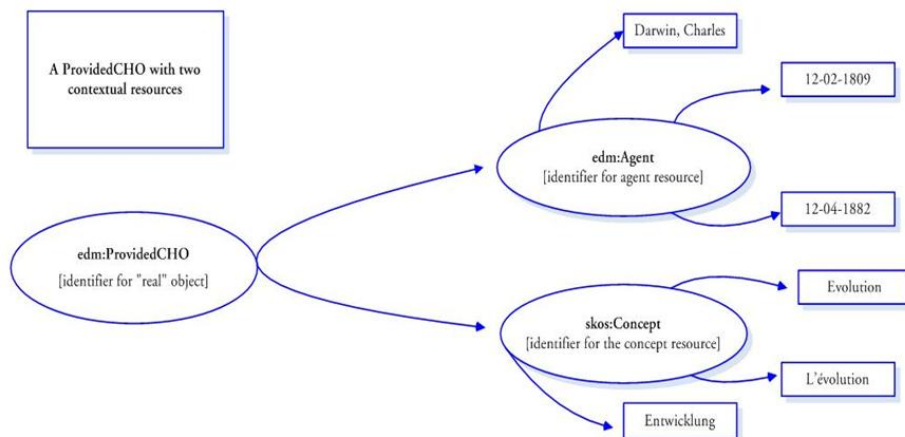 A ProvidedCHO with two
contextual resources
Darwin, Charles
12-02-1809
edm:Agent
[identifier for agent resource]
12-04-1882
edm:ProvidedCHO
[identifier for "real" object]
Evolution
skos:Concept
[identifier for the concept resource]
L'évolution
Entwicklung